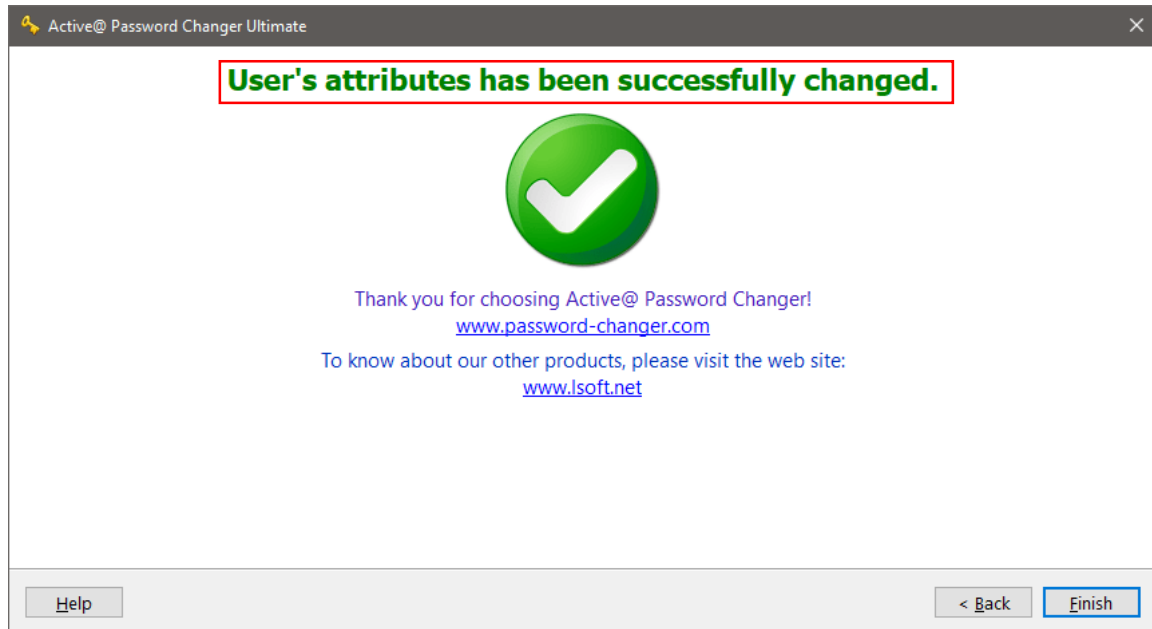 Active@ Password Changer Ultimate
User's attributes has been successfully changed.
Thank you for choosing Active@ Password Changer!
www.password-changer.com
To know about our other products, please visit the web site:
www.lsoft.net
Help
< Back
Finish